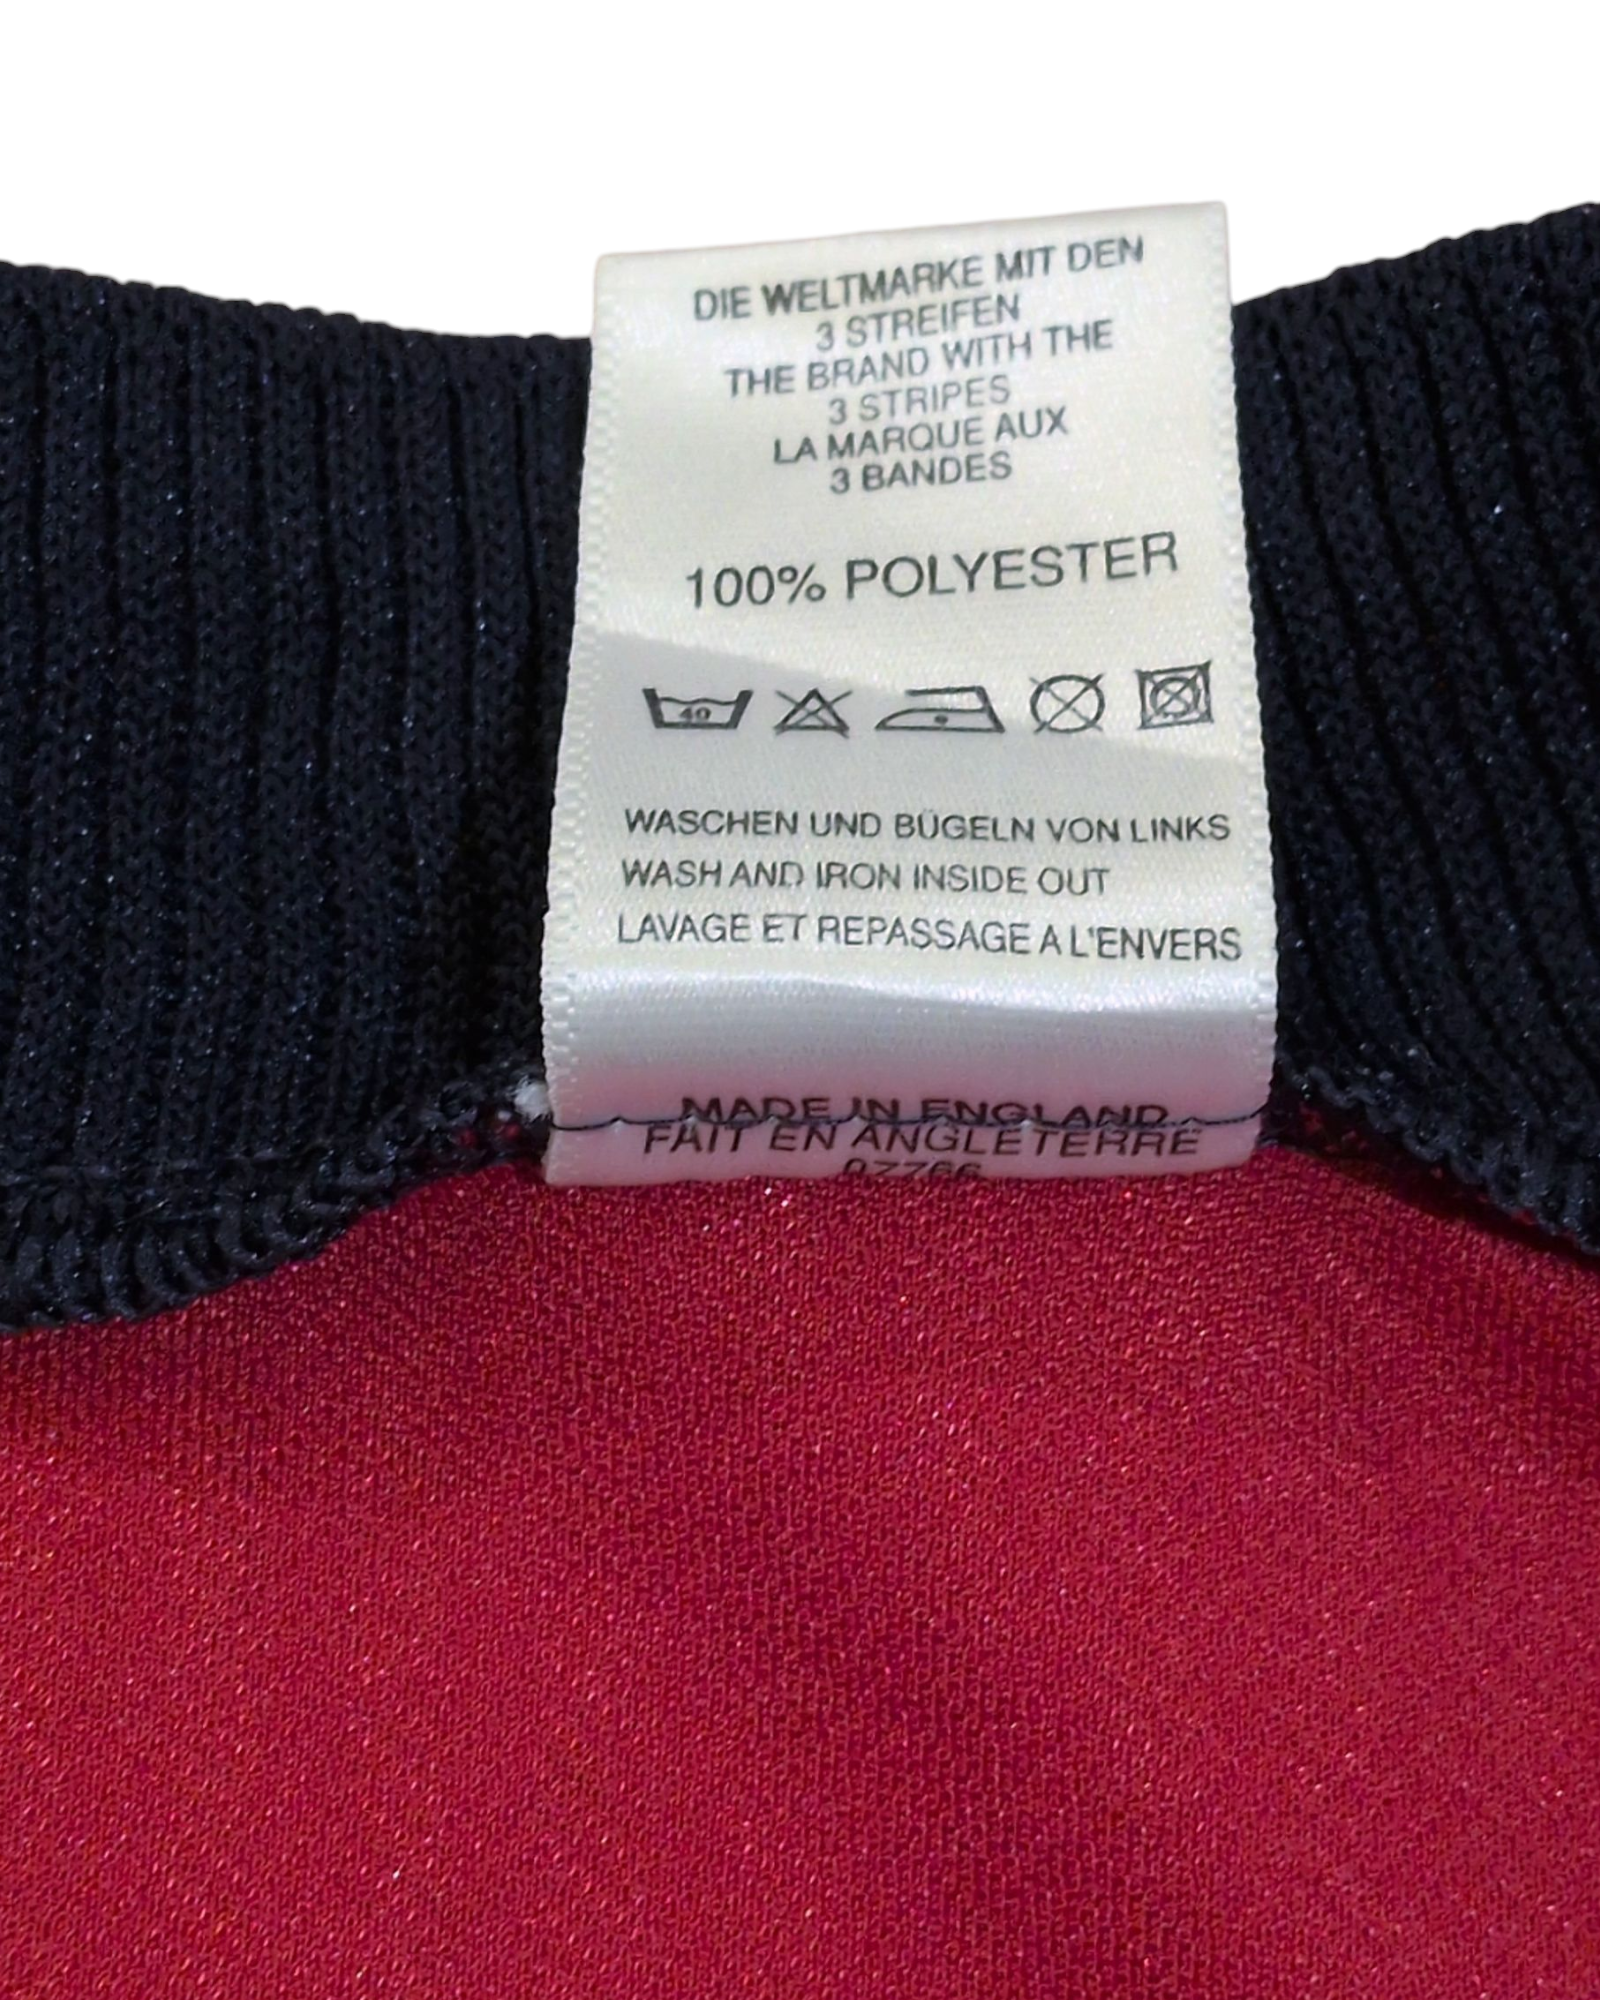 DIE WELTMARKE MIT DEN
3 STREIFEN
THE BRAND WITH THE
3 STRIPES
LA MARQUE AUX
3 BANDES
100% POLYESTER
40
WASCHEN UND BÜGELN VON LINKS
WASH AND IRON INSIDE OUT
LAVAGE ET REPASSAGE A L'ENVERS
MADE IN ENGLAND
FAIT EN ANGLETERRE